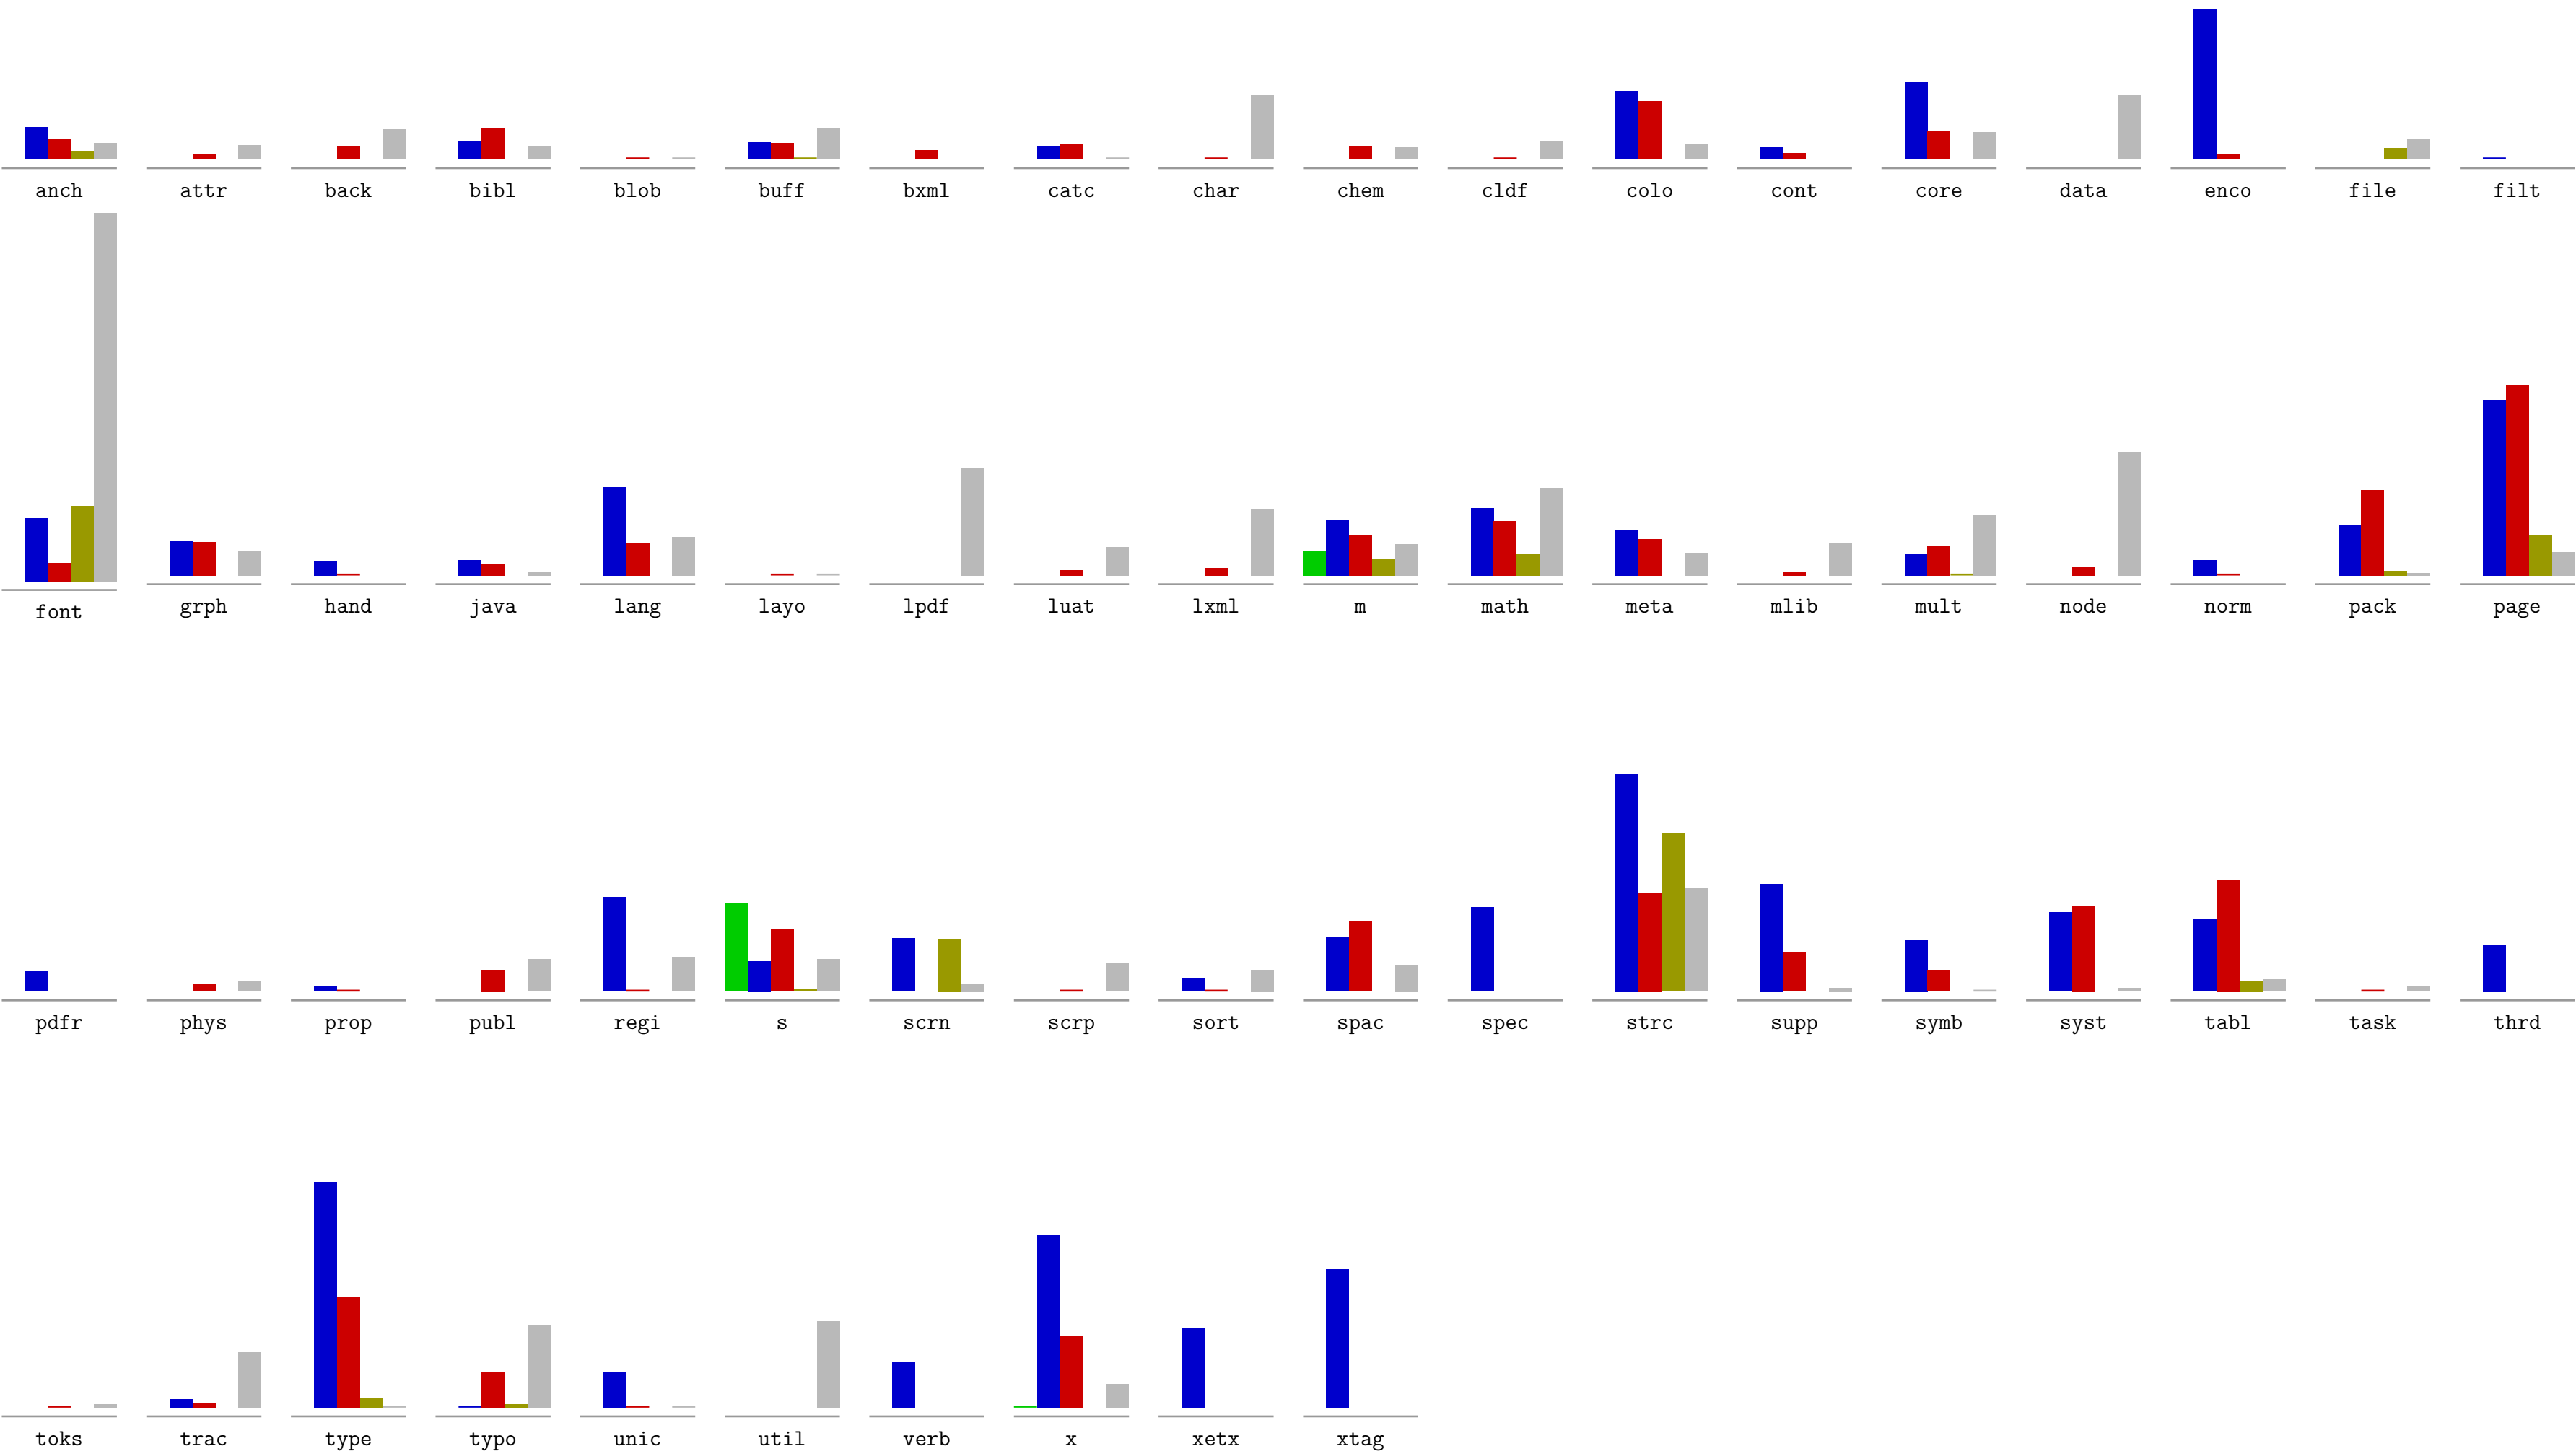 anch attr back bibl blob buff bxml catc char chem cldf colo cont core data enco file filt
font grph hand java lang layo lpdf luat lxml m math meta mlib mult node norm pack page
pdfr phys prop publ regi s scrn scrp sort spac spec strc supp symb syst tabl task thrd
toks trac type typo unic util verb x xetx xtag